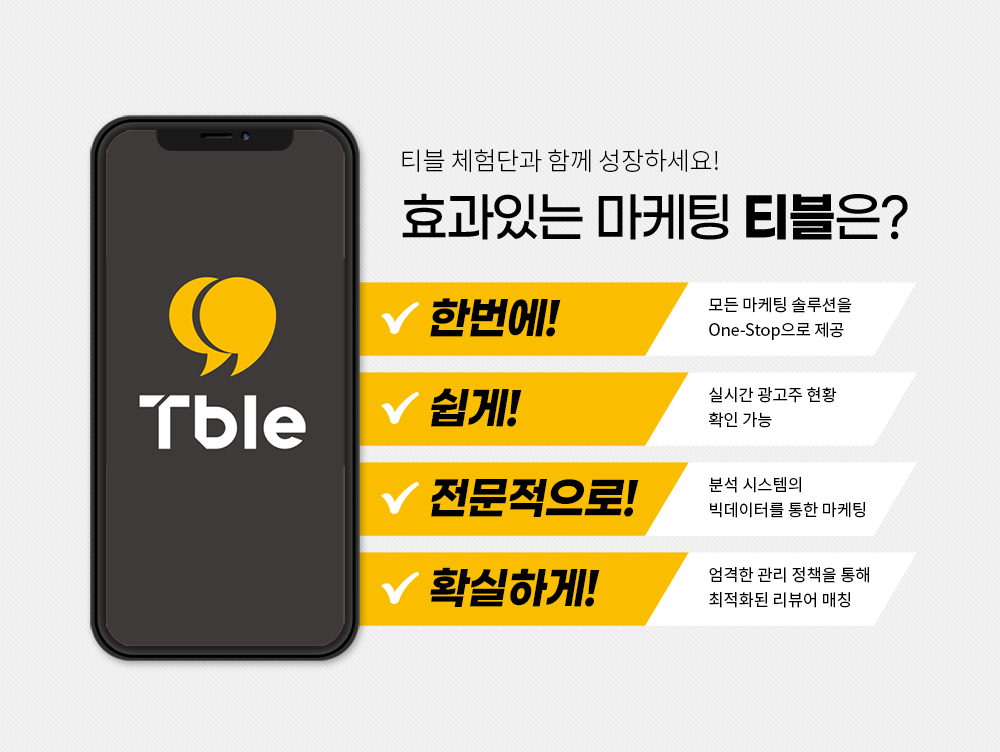 Tble
티블 체험단과 함께 성장하세요!
효과있는 마케팅 티블은?
한번에!
모든 마케팅 솔루션을
One-Stop으로 제공
쉽게!
실시간 광고주 현황
확인 가능
전문적으로!
분석 시스템의
빅데이터를 통한 마케팅
확실하게!
엄격한 관리 정책을 통해
최적화된 리뷰어 매칭